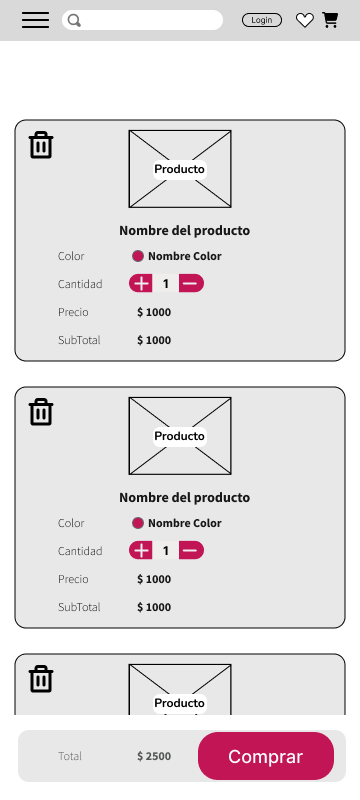 Login
Producto
Nombre del producto
Color Nombre Color
Cantidad 1
Precio $ 1000
SubTotal $ 1000
Producto
Nombre del producto
Color Nombre Color
Cantidad 1
Precio $ 1000
SubTotal $ 1000
Producto
Total $ 2500 Comprar